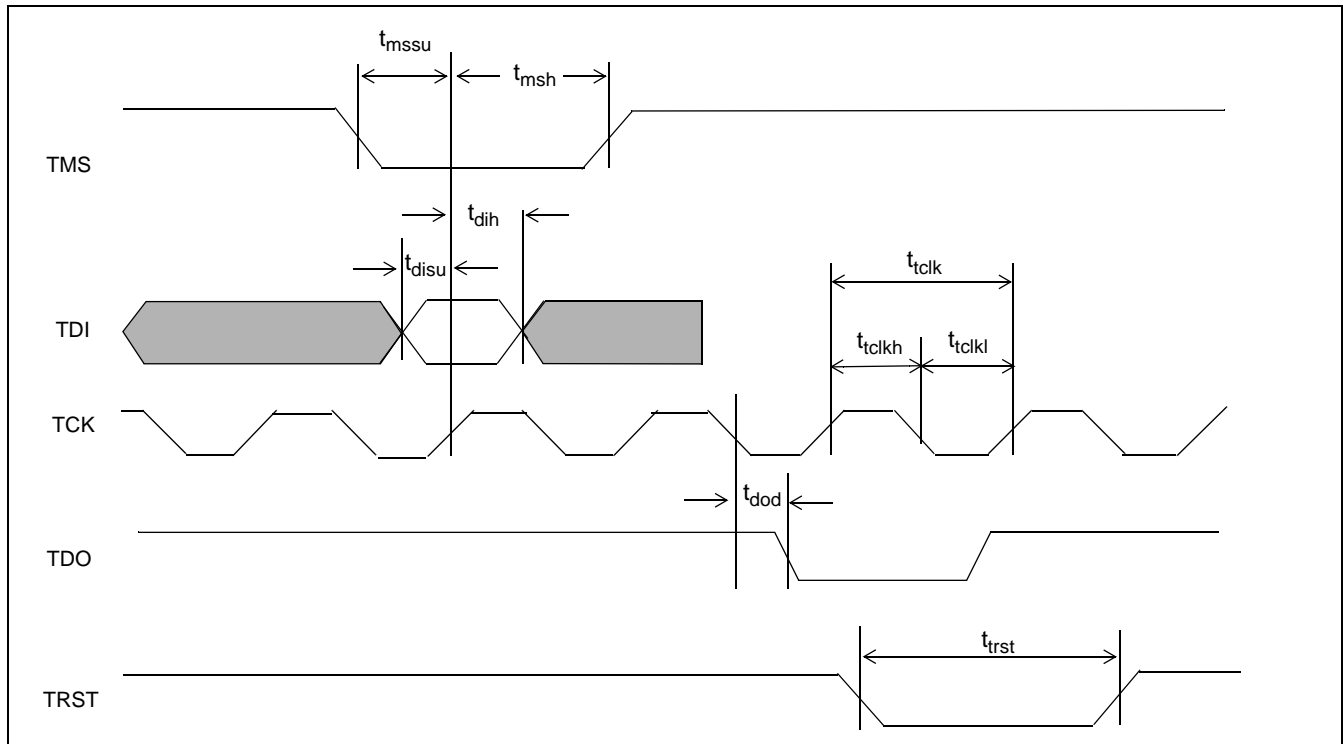 tmssu
tmsh
TMS
tdih
tdisu
ttclk
TDI
ttclkh
ttclkl
TCK
tdod
TDO
ttrst
TRST